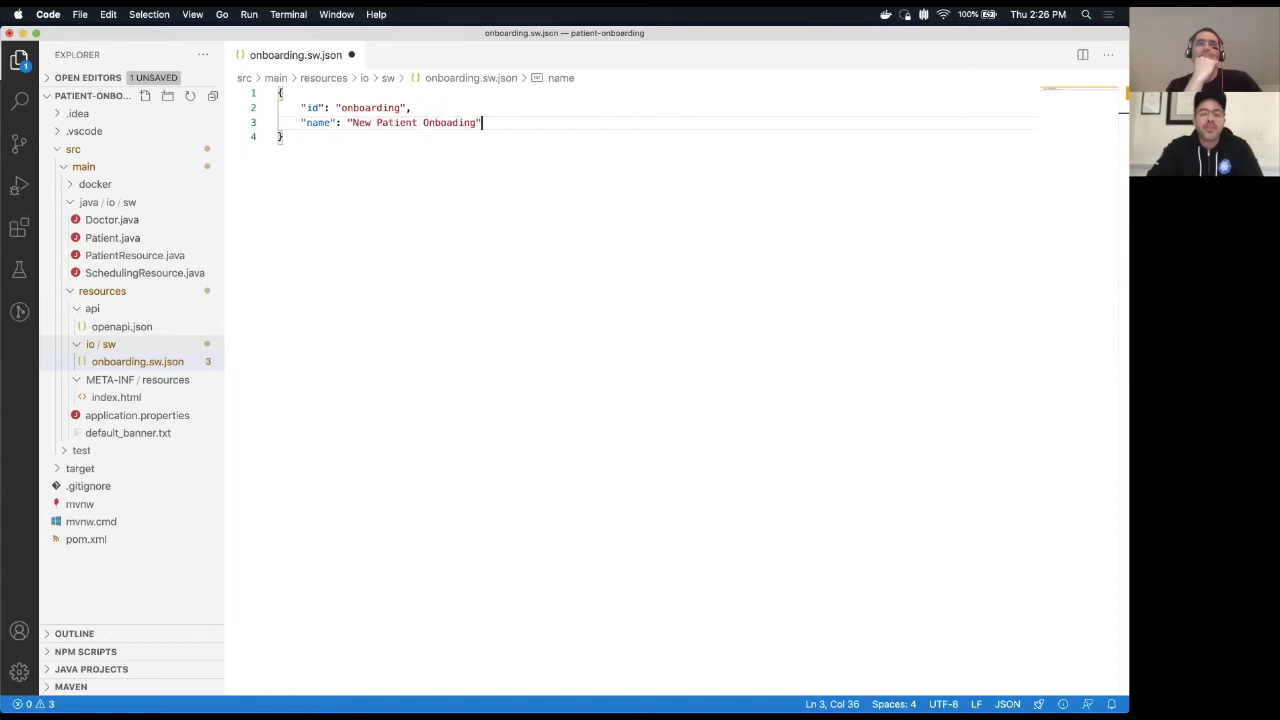 Code File Edit Selection View Go Run Terminal Window Help 100% Thu 2:26 PM
onboarding.sw.json — patient-onboarding
EXPLORER
OPEN EDITORS 1 UNSAVED
PATIENT-ONBO...
.idea
.vscode
src
main
docker
java / io / sw
Doctor.java
Patient.java
PatientResource.java
SchedulingResource.java
resources
api
openapi.json
io / sw
onboarding.sw.json 3
META-INF / resources
index.html
application.properties
default_banner.txt
test
target
.gitignore
mvnw
mvnw.cmd
pom.xml
OUTLINE
NPM SCRIPTS
JAVA PROJECTS
MAVEN
1
onboarding.sw.json
src > main > resources > io > sw > {} onboarding.sw.json > abc name
1 {
2 "id": "onboarding",
3 "name": "New Patient Onboading"
4 }
0 3 Ln 3, Col 36 Spaces: 4 UTF-8 LF JSON